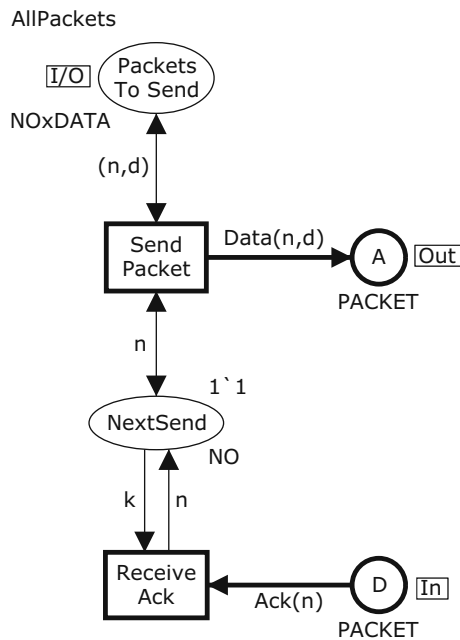 AllPackets
I/O
Packets
To Send
NOxDATA
(n,d)
Send
Packet
Data(n,d)
A
Out
PACKET
n
1`1
NextSend
NO
k
n
Receive
Ack
Ack(n)
D
In
PACKET